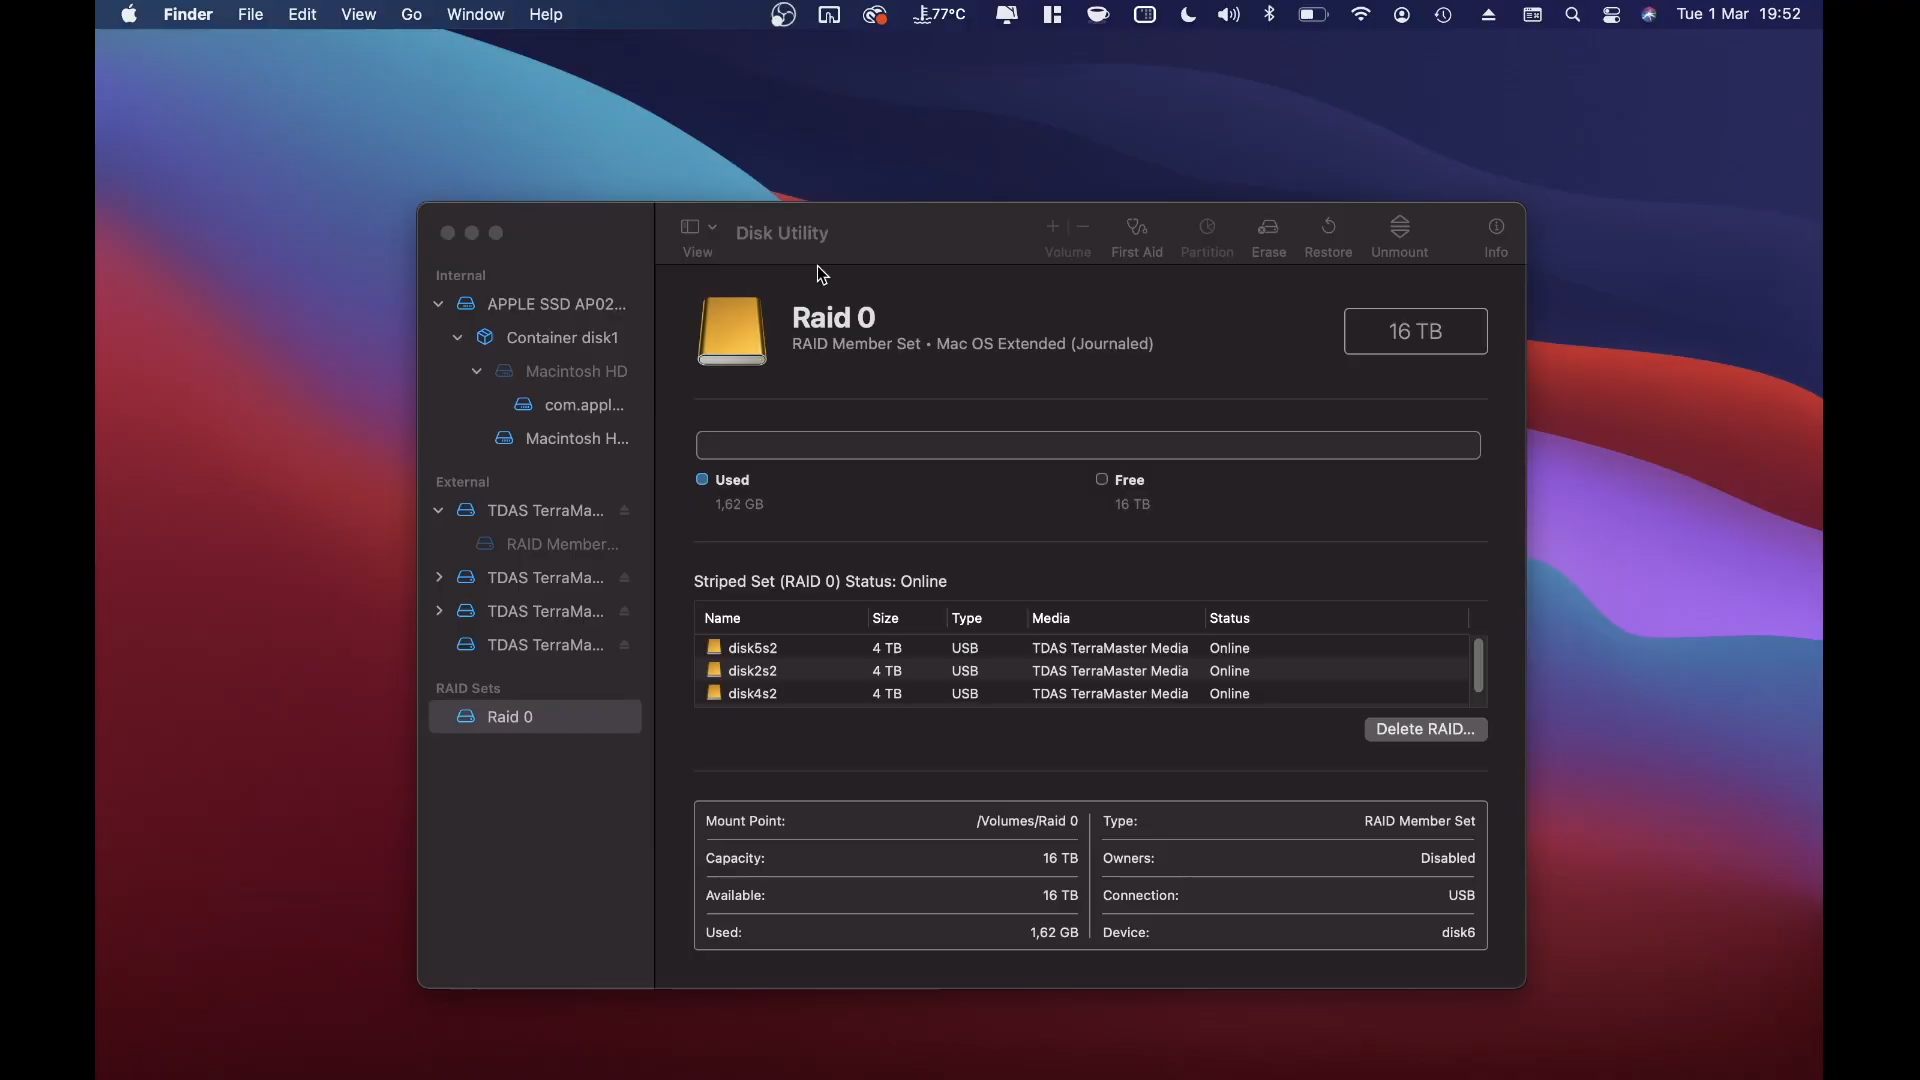 Finder File Edit View Go Window Help 77°C Tue 1 Mar 19:52
View Disk Utility Volume First Aid Partition Erase Restore Unmount Info
Internal
APPLE SSD AP02...
Container disk1
Macintosh HD
com.appl...
Macintosh H...
External
TDAS TerraMa...
RAID Member...
TDAS TerraMa...
TDAS TerraMa...
TDAS TerraMa...
RAID Sets
Raid 0
Raid 0
RAID Member Set • Mac OS Extended (Journaled)
16 TB
Used Free
1,62 GB 16 TB
Striped Set (RAID 0) Status: Online
Name Size Type Media Status
disk5s2 4 TB USB TDAS TerraMaster Media Online
disk2s2 4 TB USB TDAS TerraMaster Media Online
disk4s2 4 TB USB TDAS TerraMaster Media Online
Delete RAID...
Mount Point: /Volumes/Raid 0 Type: RAID Member Set
Capacity: 16 TB Owners: Disabled
Available: 16 TB Connection: USB
Used: 1,62 GB Device: disk6